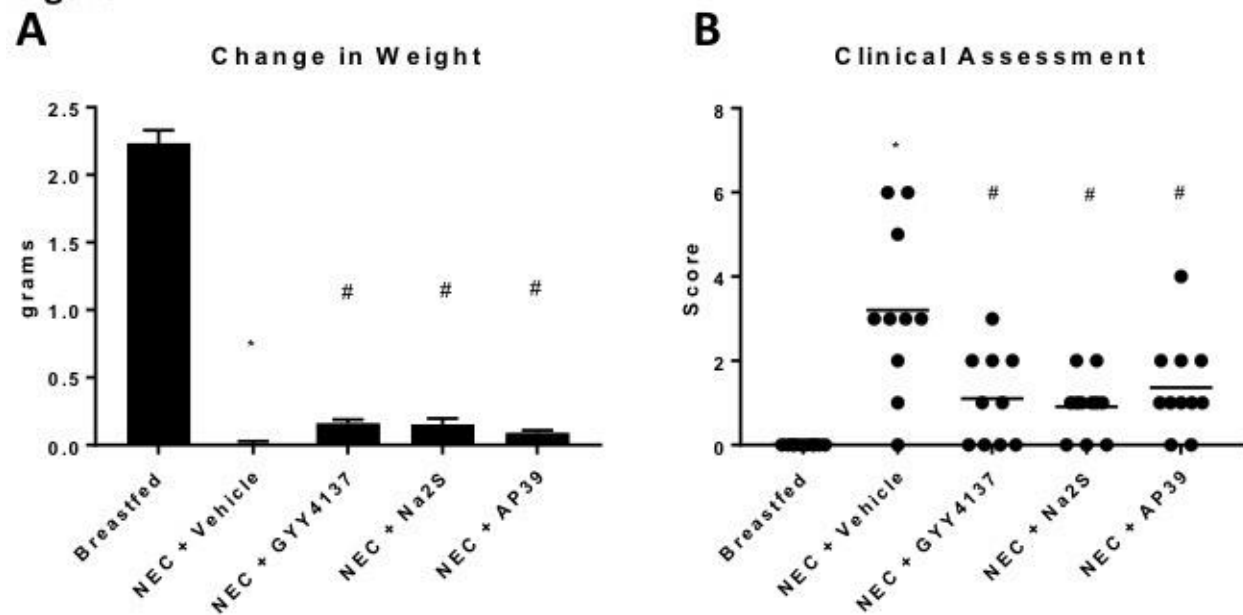 A
Change in Weight
grams
2.5
2.0
1.5
1.0
0.5
0.0
*
#
#
#
Breastfed
NEC + Vehicle
NEC + GYY4137
NEC + Na2S
NEC + AP39
B
Clinical Assessment
Score
8
6
4
2
0
*
#
#
#
Breastfed
NEC + Vehicle
NEC + GYY4137
NEC + Na2S
NEC + AP39